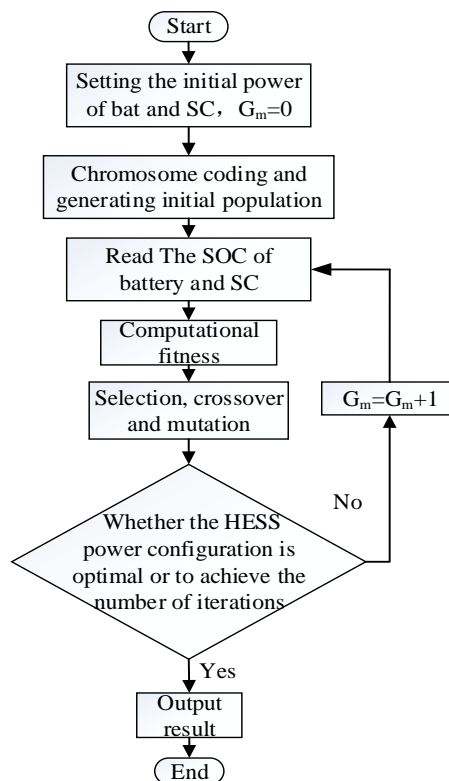 Start
Setting the initial power
of bat and SC，Gm=0
Chromosome coding and
generating initial population
Read The SOC of
battery and SC
Computational
fitness
Selection, crossover
and mutation
Gm=Gm+1
No
Whether the HESS
power configuration is
optimal or to achieve the
number of iterrations
Yes
Output
result
End